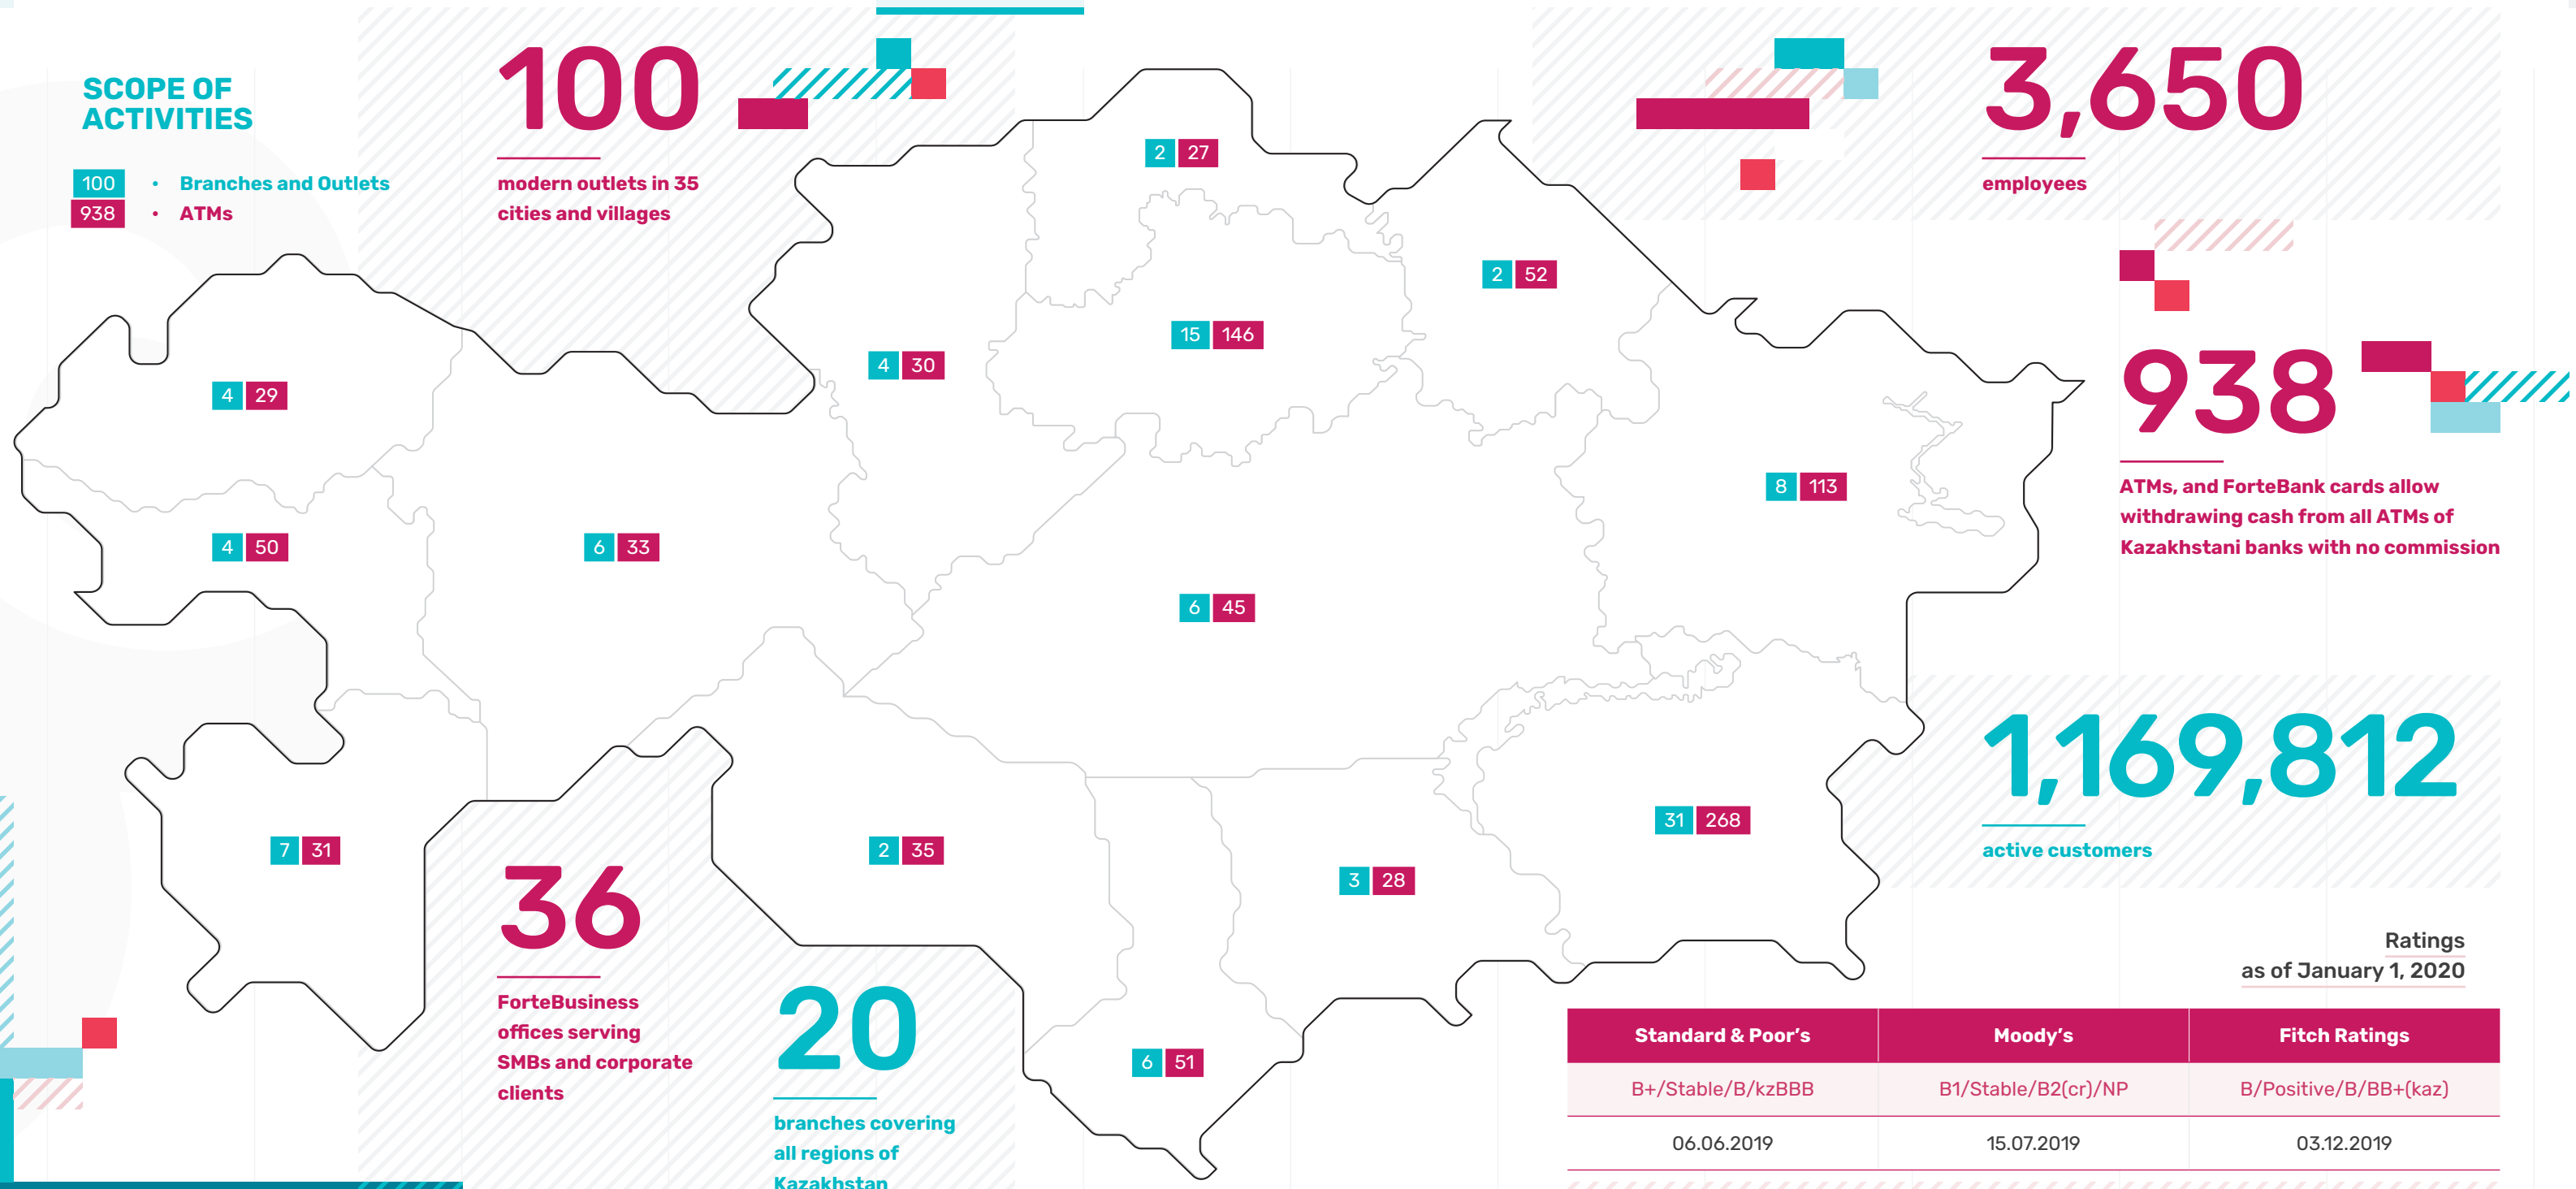 SCOPE OF
ACTIVITIES
100 • Branches and Outlets
938 • ATMs
100
modern outlets in 35
cities and villages
3,650
employees
938
ATMs, and ForteBank cards allow
withdrawing cash from all ATMs of
Kazakhstani banks with no commission
2 27
2 52
15 146
4 30
4 29
8 113
4 50
6 33
6 45
1,169,812
active customers
31 268
7 31
2 35
3 28
6 51
36
ForteBusiness
offices serving
SMBs and corporate
clients
20
branches covering
all regions of
Kazakhstan
Ratings
as of January 1, 2020
Standard & Poor’s Moody’s Fitch Ratings
B+/Stable/B/kzBBB B1/Stable/B2(cr)/NP B/Positive/B/BB+(kaz)
06.06.2019 15.07.2019 03.12.2019